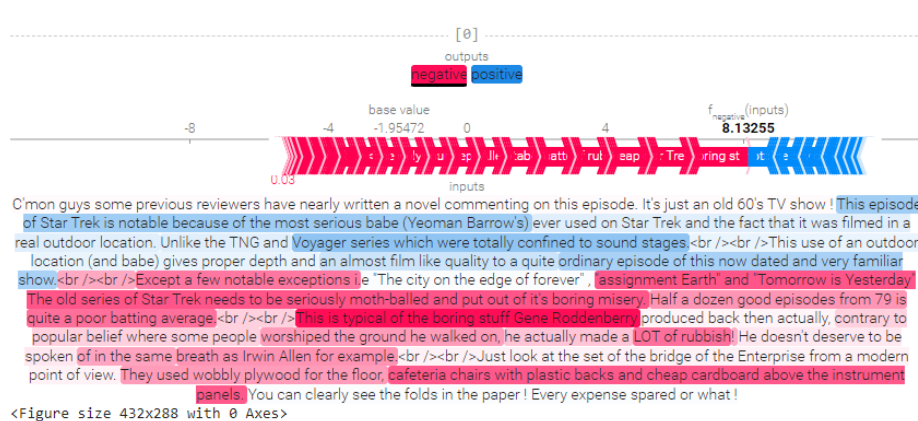 [0]
outputs
negative positive
base value f negative(inputs)
-8 -4 -1.95472 0 4 8.13255
0.03
inputs
C'mon guys some previous reviewers have nearly written a novel commenting on this episode. It's just an old 60's TV show ! This episode
of Star Trek is notable because of the most serious babe (Yeoman Barrow's) ever used on Star Trek and the fact that it was filmed in a
real outdoor location. Unlike the TNG and Voyager series which were totally confined to sound stages.<br /><br />This use of an outdoor
location (and babe) gives proper depth and an almost film like quality to a quite ordinary episode of this now dated and very familiar
show.<br /><br />Except a few notable exceptions i.e "The city on the edge of forever" , "assignment Earth" and "Tomorrow is Yesterday"
The old series of Star Trek needs to be seriously moth-balled and put out of it's boring misery. Half a dozen good episodes from 79 is
quite a poor batting average.<br /><br />This is typical of the boring stuff Gene Roddenberry produced back then actually, contrary to
popular belief where some people worshiped the ground he walked on, he actually made a LOT of rubbish! He doesn't deserve to be
spoken of in the same breath as Irwin Allen for example.<br /><br />Just look at the set of the bridge of the Enterprise from a modern
point of view. They used wobbly plywood for the floor, cafeteria chairs with plastic backs and cheap cardboard above the instrument
panels. You can clearly see the folds in the paper ! Every expense spared or what !
<Figure size 432x288 with 0 Axes>